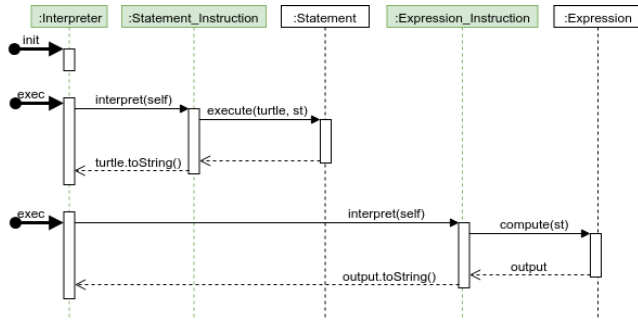 :Interpreter :Statement_Instruction :Statement :Expression_Instruction :Expression
init
exec interpret(self) execute(turtle, st)
turtle.toString()
exec interpret(self)
compute(st)
output
output.toString()